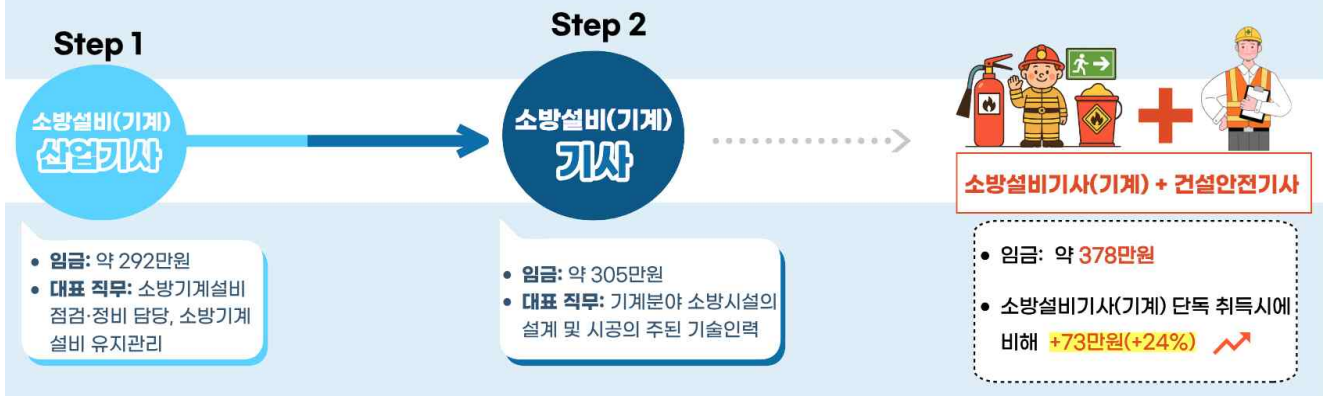 Step 1
소방설비(기계)
산업기사
• 임금: 약 292만원
• 대표 직무: 소방기계설비
점검·정비 담당, 소방기계
설비 유지관리
Step 2
소방설비(기계)
기사
• 임금: 약 305만원
• 대표 직무: 기계분야 소방시설의
설계 및 시공의 주된 기술인력
소방설비기사(기계) + 건설안전기사
• 임금: 약 378만원
• 소방설비기사(기계) 단독 취득시에
비해 +73만원(+24%)